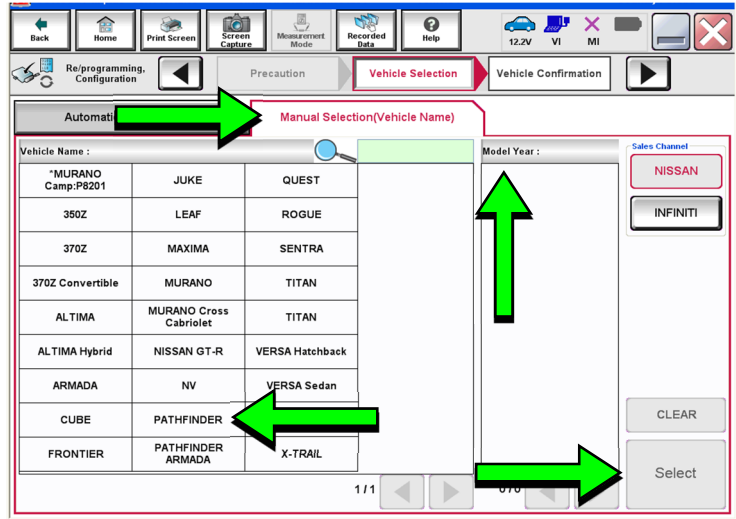 Back
Home
Print Screen
Screen
Capture
Measurement
Mode
Recorded
Data
Help
12.2V
VI
MI
Re/programming,
Configuration
Precaution
Vehicle Selection
Vehicle Confirmation
Manual Selection(Vehicle Name)
Vehicle Name :
Model Year :
Sales Channel
*MURANO
Camp:P8201
JUKE
QUEST
NISSAN
350Z
LEAF
ROGUE
INFINITI
370Z
MAXIMA
SENTRA
370Z Convertible
MURANO
TITAN
ALTIMA
MURANO Cross
Cabriolet
TITAN
ALTIMA Hybrid
NISSAN GT-R
VERSA Hatchback
ARMADA
NV
VERSA Sedan
CUBE
PATHFINDER
CLEAR
FRONTIER
PATHFINDER
ARMADA
X-TRAIL
Select
1/1
0/0